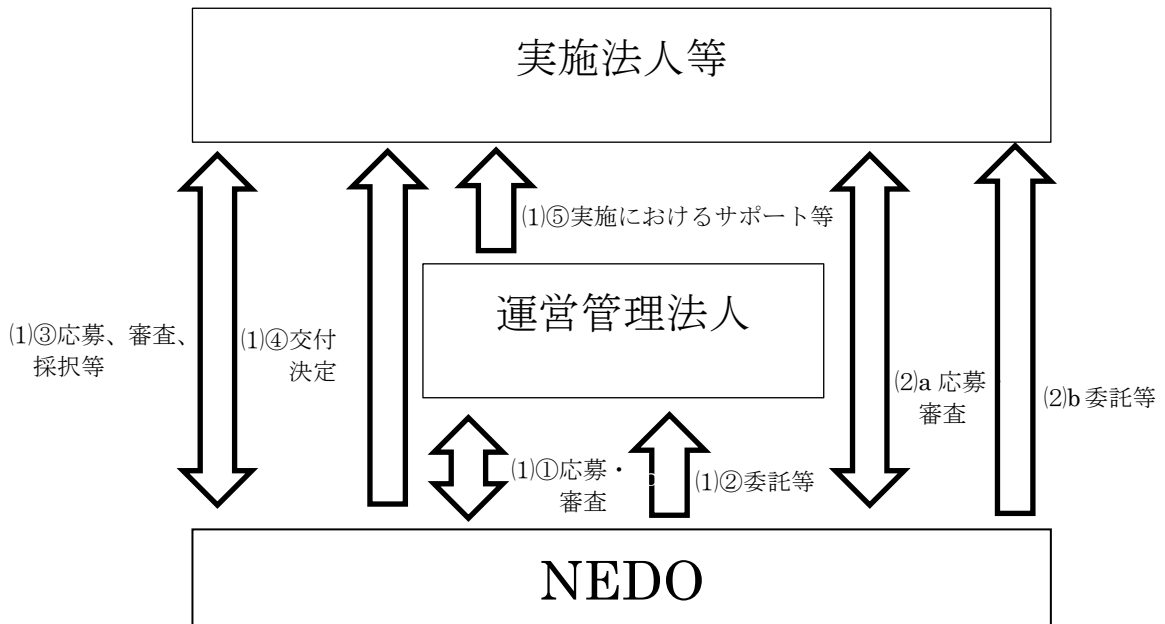 実施法人等
⑴⑤実施におけるサポート等
運営管理法人
⑴③応募、審査、
採択等
⑴④交付
決定
⑵a 応募・
審査
⑵b 委託等
⑴①応募・
審査
⑴②委託等
NEDO